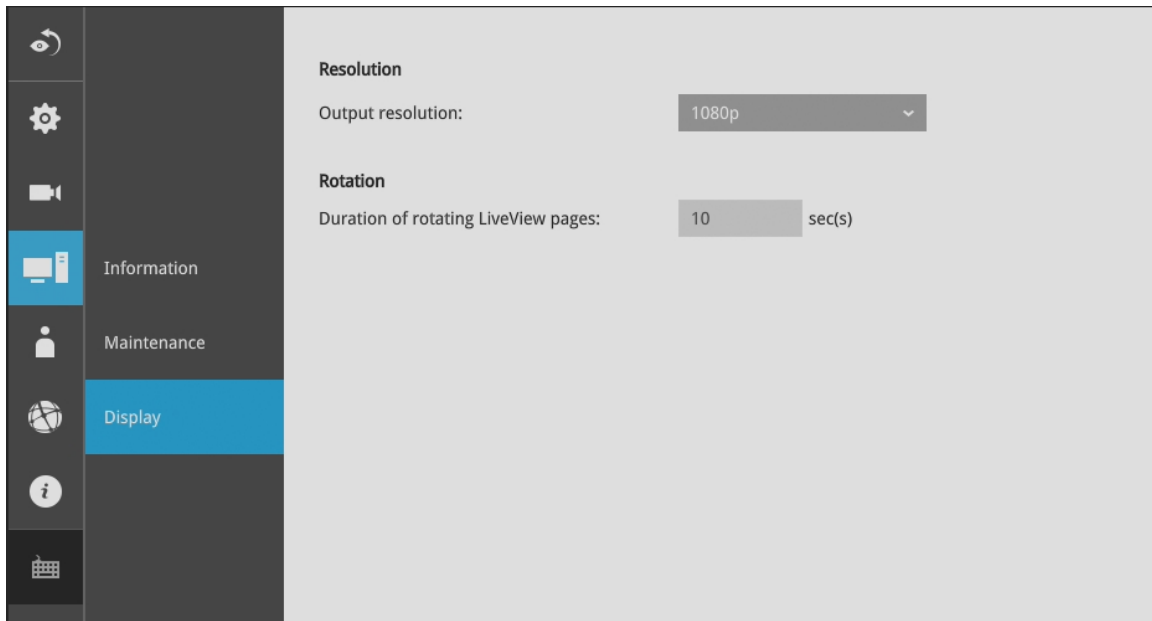 Resolution
Output resolution: 1080p
Rotation
Duration of rotating LiveView pages: 10 sec(s)
Information
Maintenance
Display